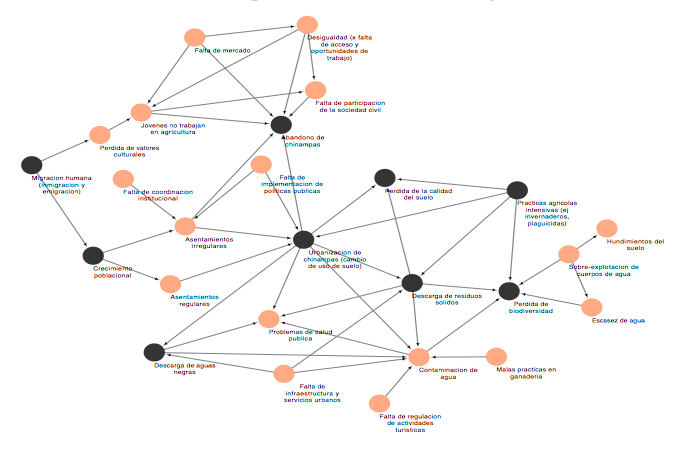 Desigualdad (x falta
de acceso y
oportunidades de
trabajo)
Falta de mercado
Falta de participacion
de la sociedad civil
Jovenes no trabajan
en agricultura
Abandono de
chinampas
Perdida de valores
culturales
Migracion humana
(inmigracion y
emigracion)
Falta de coordinacion
institucional
Falta de
implementacion de
politicas publicas
Perdida de la calidad
del suelo
Practicas agricolas
intensivas (ej
invernaderos,
plaguicidas)
Asentamientos
irregulares
Urbanizacion de
chinampas (cambio
de uso de suelo)
Hundimientos del
suelo
Crecimiento
poblacional
Sobre-explotacion de
cuerpos de agua
Asentamientos
regulares
Descarga de residuos
solidos
Perdida de
biodiversidad
Escasez de agua
Problemas de salud
publica
Descarga de aguas
negras
Contaminacion de
agua
Malas practicas en
ganaderia
Falta de
infraestructura y
servicios urbanos
Falta de regulacion
de actividades
turisticas